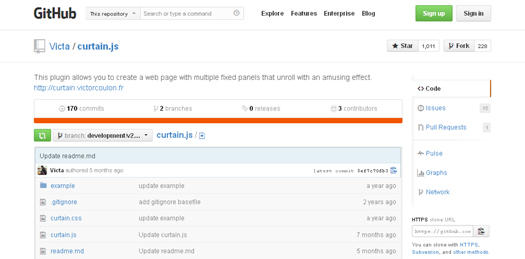 GitHub This repository Search or type a command Explore Features Enterprise Blog Sign up Sign in
Victa / curtain.js Star 1,011 Fork 228
This plugin allows you to create a web page with multiple fixed panels that unroll with an amusing effect.
http://curtain.victorcoulon.fr
170 commits 2 branches 0 releases 3 contributors
branch: development/v2... curtain.js /
Update readme.md
Victa authored 5 months ago latest commit
example update example a year ago
.gitignore add gitignore basefile 2 years ago
curtain.css update example a year ago
curtain.js Update curtain.js 7 months ago
readme.md Update readme.md 5 months ago
Code
Issues
Pull Requests 1
Pulse
Graphs
Network
HTTPS clone URL
https://github.com
You can clone with HTTPS,
Subversion, and other methods.